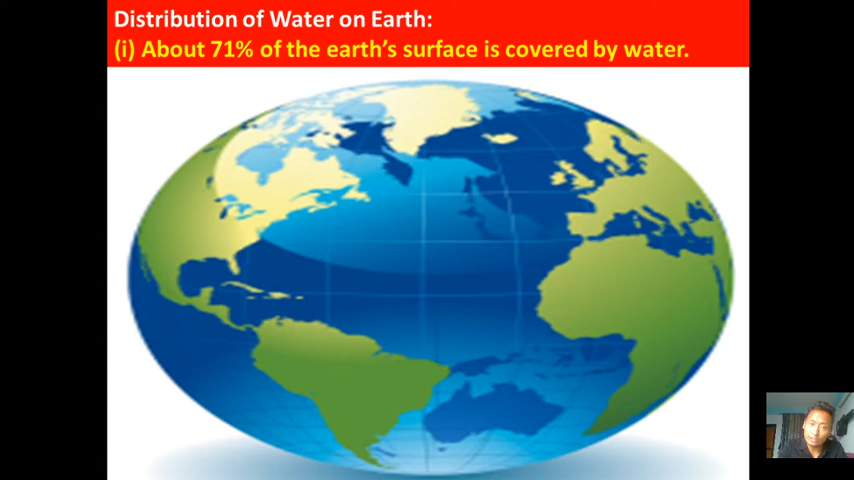 Distribution of Water on Earth:
(i) About 71% of the earth's surface is covered by water.